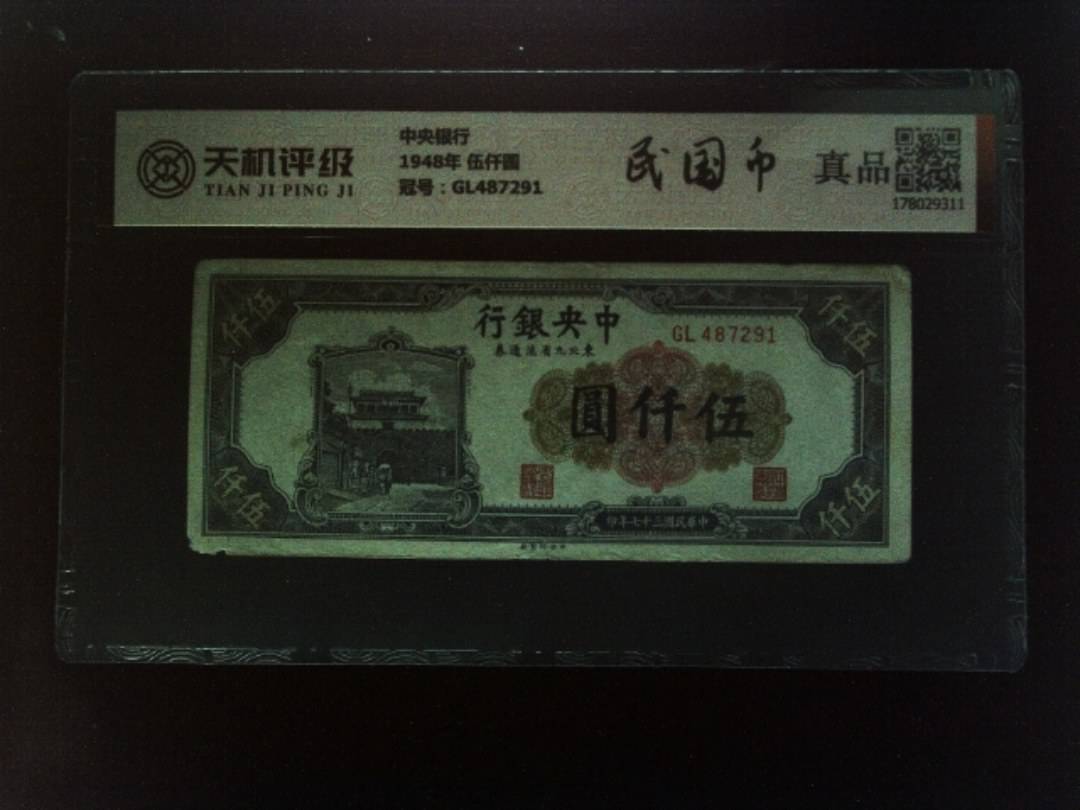 天机评级
TIAN JI PING JI
中央银行
1948年 伍仟圆
冠号：GL487291
民国币
真品
178029311
仟伍
仟伍
行銀央中
券通流省九北東
GL 487291
圓仟伍
仟伍
仟伍
印年七十三國民華中